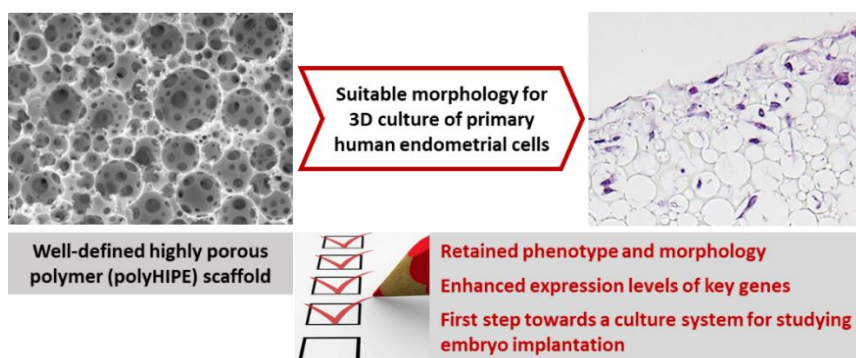 Suitable morphology for
3D culture of primary
human endometrial cells
Well-defined highly porous
polymer (polyHIPE) scaffold
Retained phenotype and morphology
Enhanced expression levels of key genes
First step towards a culture system for studying
embryo implantation